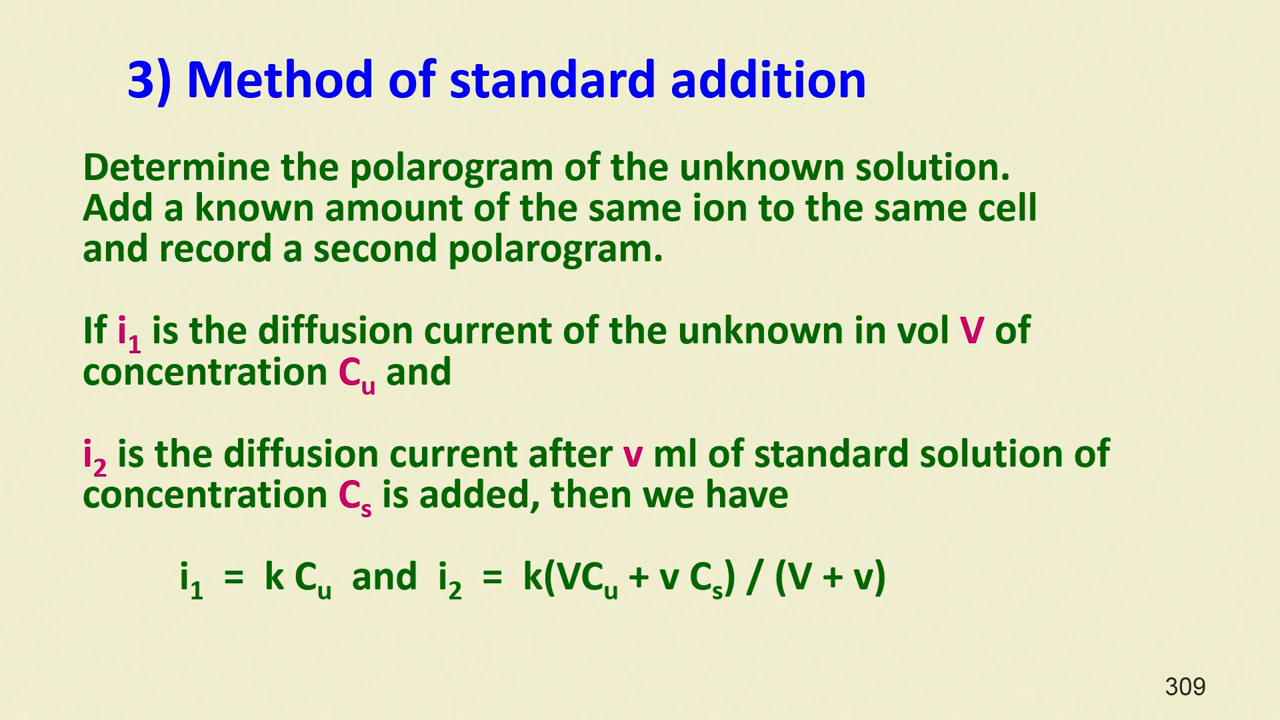 3) Method of standard addition
Determine the polarogram of the unknown solution.
Add a known amount of the same ion to the same cell
and record a second polarogram.
If i₁ is the diffusion current of the unknown in vol V of
concentration Cᵤ and
i₂ is the diffusion current after v ml of standard solution of
concentration Cₛ is added, then we have
i₁ = k Cᵤ and i₂ = k(VCᵤ + v Cₛ) / (V + v)
309